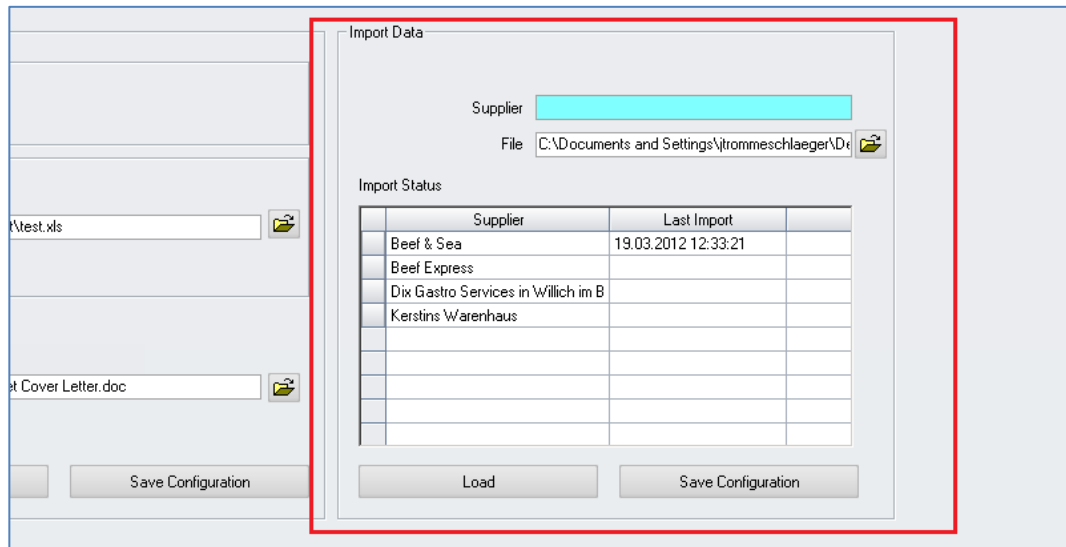 Import Data
Supplier
File C:\Documents and Settings\jtrommeschlaeger\De
Import Status
t\test.xls
Supplier Last Import
Beef & Sea 19.03.2012 12:33:21
Beef Express
Dix Gastro Services in Willich im B
Kerstins Warenhaus
et Cover Letter.doc
Save Configuration
Load Save Configuration